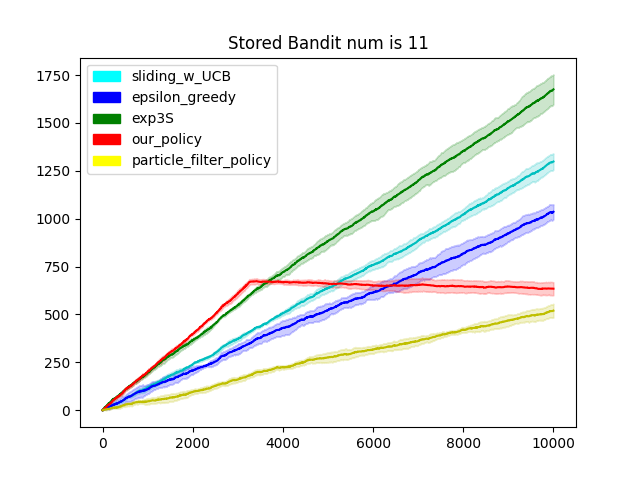 Stored Bandit num is 11
sliding_w_UCB
epsilon_greedy
exp3S
our_policy
particle_filter_policy
1750
1500
1250
1000
750
500
250
0
0 2000 4000 6000 8000 10000